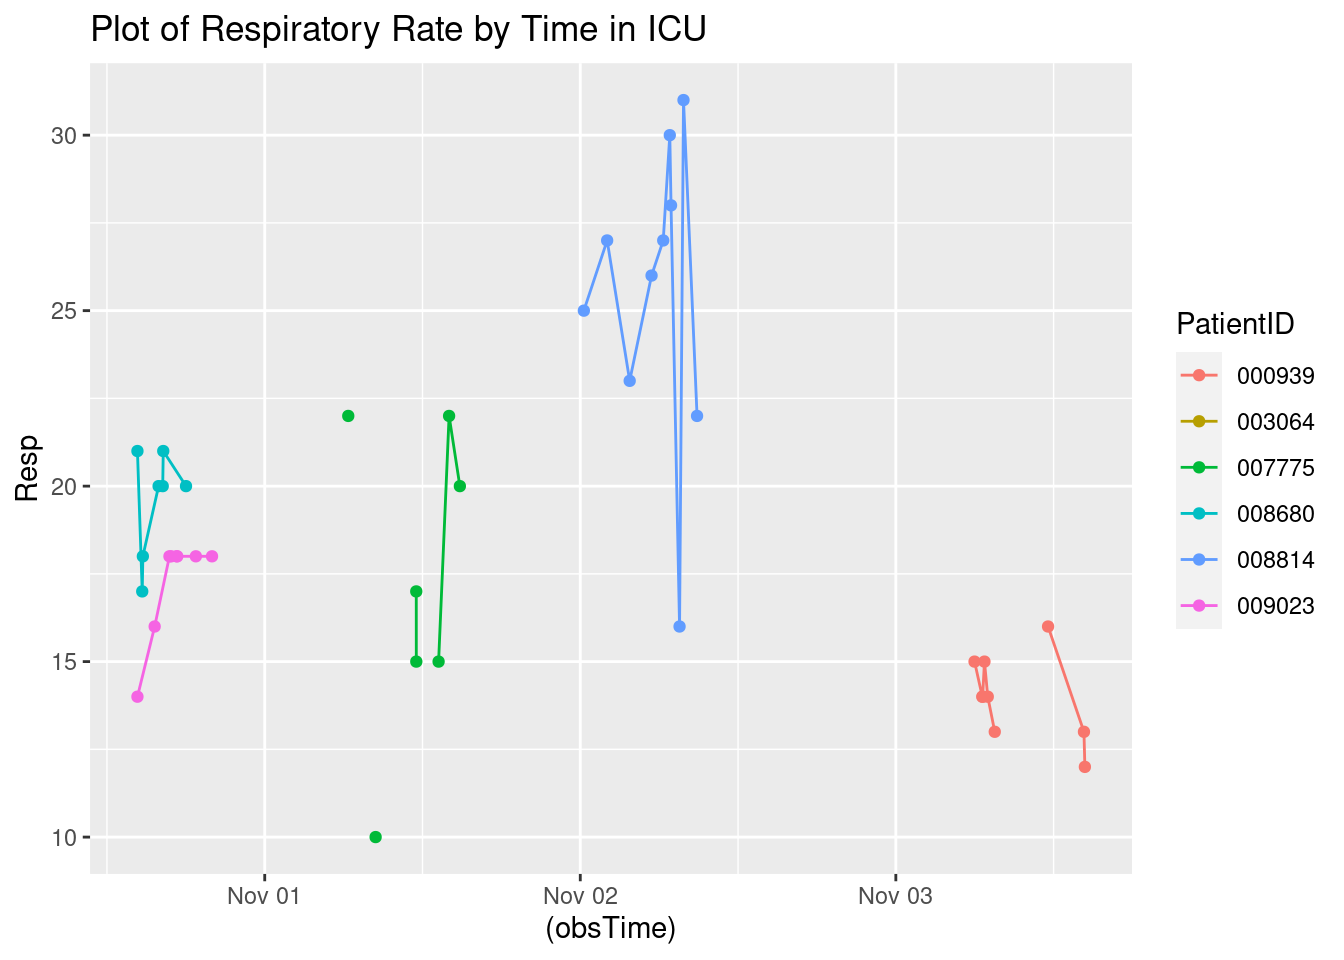 Plot of Respiratory Rate by Time in ICU
30
25
20
15
10
Resp
Nov 01
Nov 02
Nov 03
(obsTime)
PatientID
000939
003064
007775
008680
008814
009023